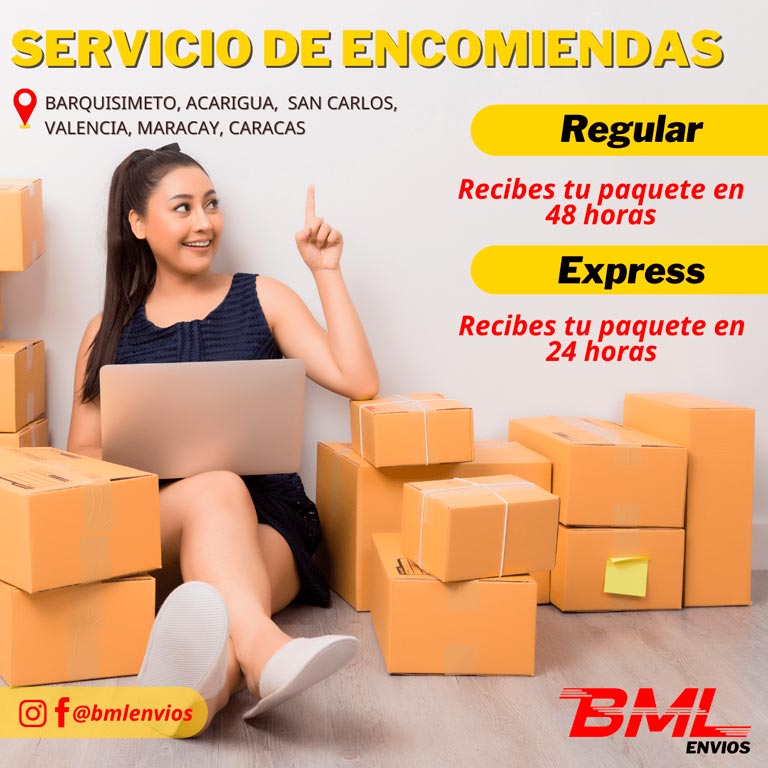 SERVICIO DE ENCOMIENDAS
BARQUISIMETO, ACARIGUA, SAN CARLOS,
VALENCIA, MARACAY, CARACAS
Regular
Recibes tu paquete en
48 horas
Express
Recibes tu paquete en
24 horas
@bmlenvios
BML
ENVIOS